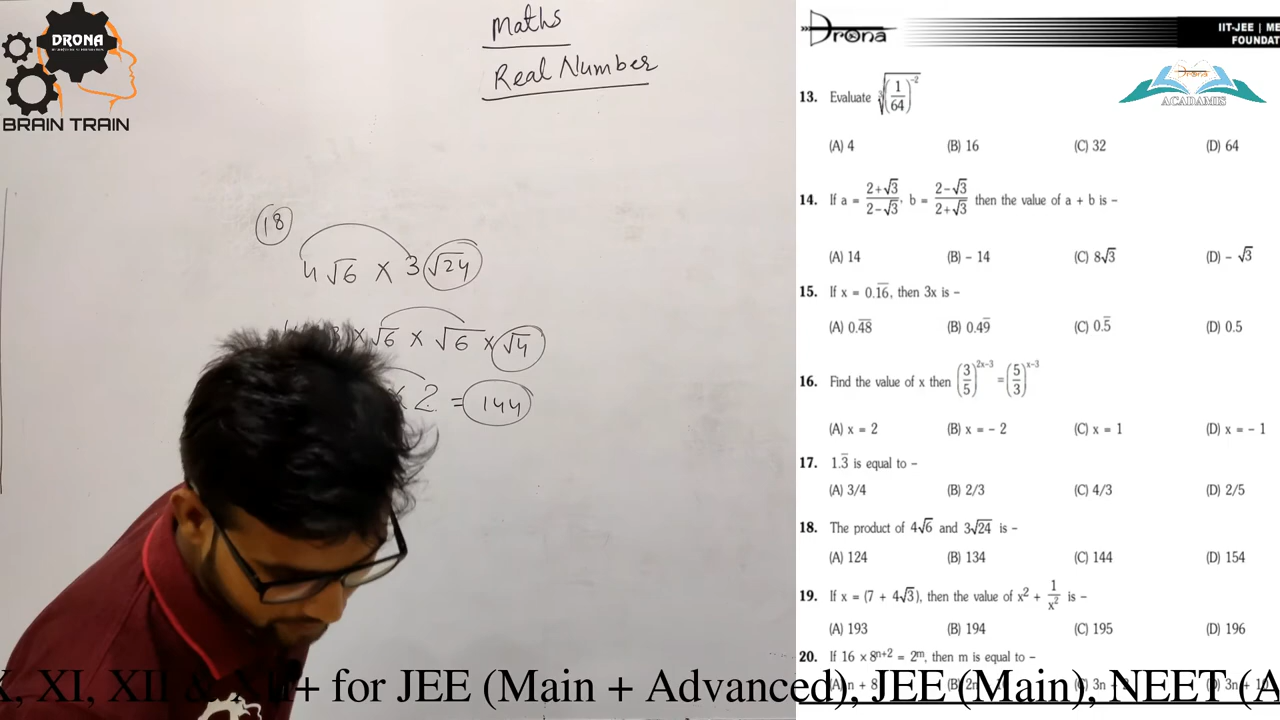 DRONA
BRAIN TRAIN
Maths
Real Number
18
4√6 × 3√24
×√6 × √6 ×√4
× 2 = 144
Drona
IIT-JEE | ME
FOUNDAT
Drona
ACADAMIS
13. Evaluate ∛(1/64)⁻²
(A) 4 (B) 16 (C) 32 (D) 64
14. If a = (2+√3)/(2−√3), b = (2−√3)/(2+√3) then the value of a + b is –
(A) 14 (B) – 14 (C) 8√3 (D) – √3
15. If x = 0.1̅6̅, then 3x is –
(A) 0.4̅8̅ (B) 0.49̅ (C) 0.5̅ (D) 0.5
16. Find the value of x then (3/5)²ˣ⁻³ = (5/3)ˣ⁻³
(A) x = 2 (B) x = – 2 (C) x = 1 (D) x = – 1
17. 1.3̅ is equal to –
(A) 3/4 (B) 2/3 (C) 4/3 (D) 2/5
18. The product of 4√6 and 3√24 is –
(A) 124 (B) 134 (C) 144 (D) 154
19. If x = (7 + 4√3), then the value of x² + 1/x² is –
(A) 193 (B) 194 (C) 195 (D) 196
20. If 16 × 8ⁿ⁺² = 2ᵐ, then m is equal to –
, XI, XII & XII+ for JEE (Main + Advanced), JEE (Main), NEET (A